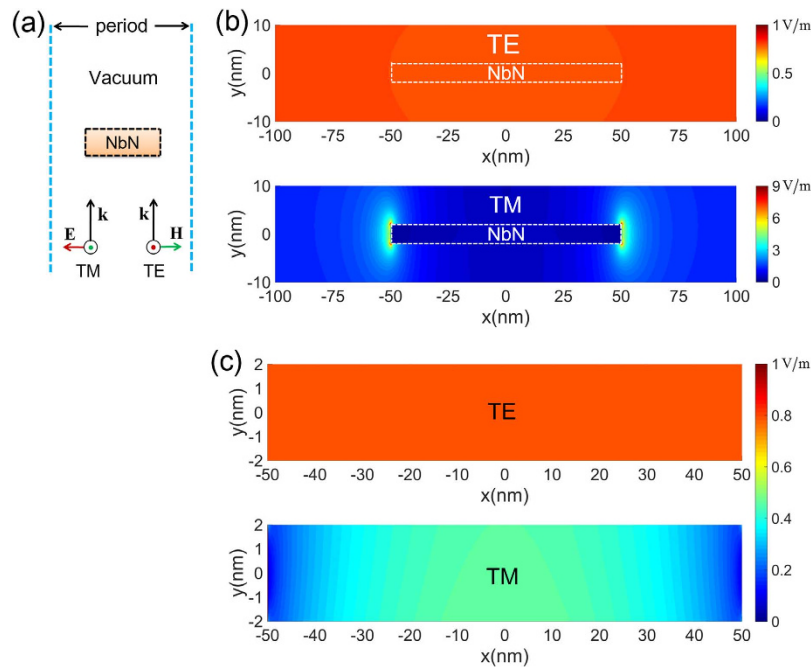 (a)
period
Vacuum
NbN
k
k
E
H
TM
TE
(b)
y(nm)
10
0
-10
TE
NbN
-100 -75 -50 -25 0 25 50 75 100
x(nm)
1 V/m
0.5
0
y(nm)
10
0
-10
TM
NbN
-100 -75 -50 -25 0 25 50 75 100
x(nm)
9 V/m
6
3
0
(c)
y(nm)
2
1
0
-1
-2
TE
-50 -40 -30 -20 -10 0 10 20 30 40 50
x(nm)
y(nm)
2
1
0
-1
-2
TM
-50 -40 -30 -20 -10 0 10 20 30 40 50
x(nm)
1 V/m
0.8
0.6
0.4
0.2
0